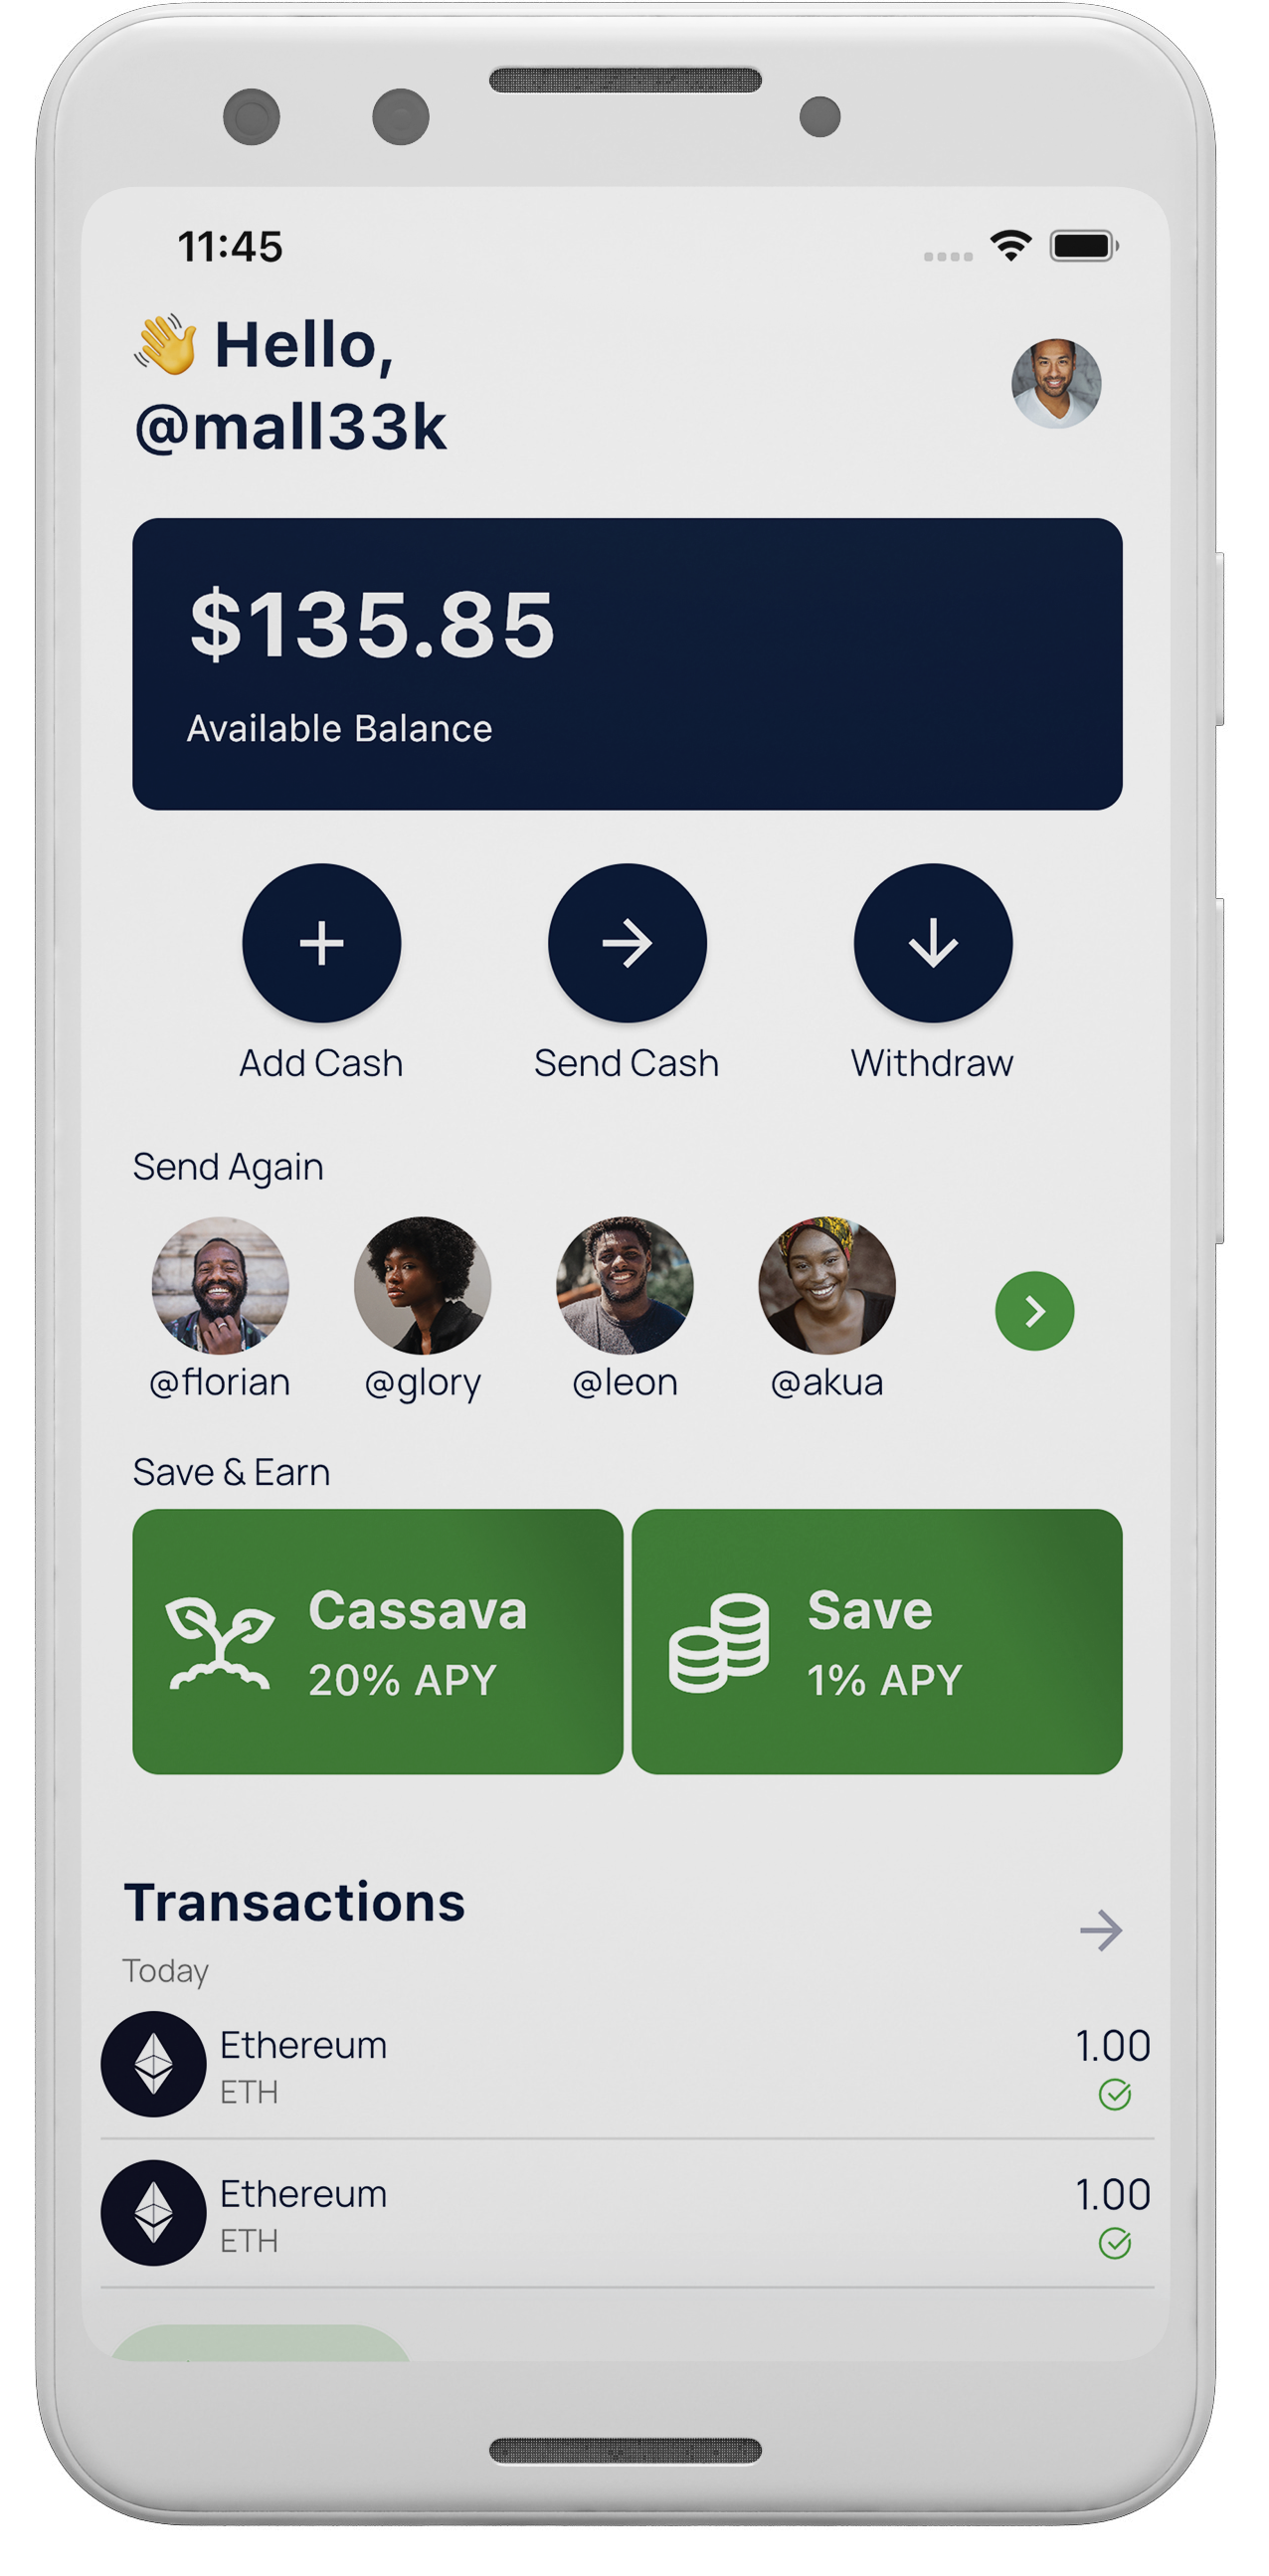 11:45
👋 Hello,
@mall33k
$135.85
Available Balance
Add Cash
Send Cash
Withdraw
Send Again
@florian
@glory
@leon
@akua
Save & Earn
Cassava
20% APY
Save
1% APY
Transactions
Today
Ethereum
1.00
ETH
Ethereum
1.00
ETH